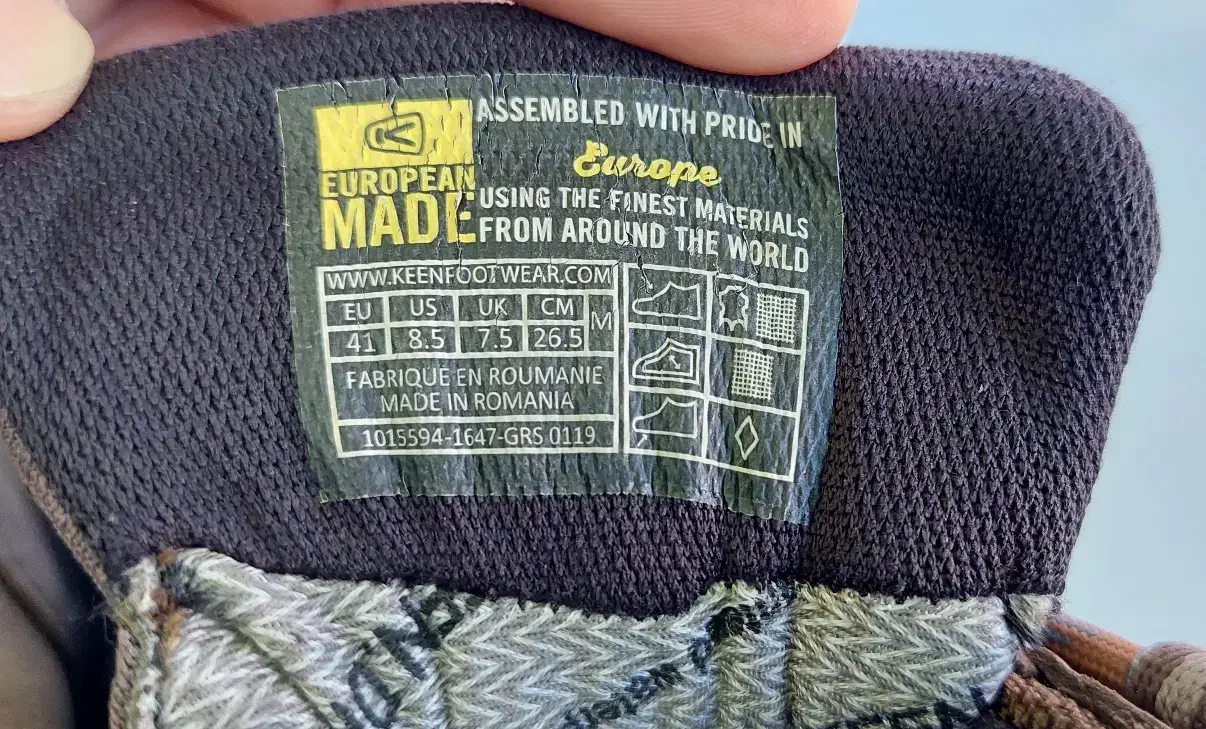 EUROPEAN
MADE
ASSEMBLED WITH PRIDE IN
Europe
USING THE FINEST MATERIALS
FROM AROUND THE WORLD
WWW.KEENFOOTWEAR.COM
EU US UK CM M
41 8.5 7.5 26.5
FABRIQUE EN ROUMANIE
MADE IN ROMANIA
1015594-1647-GRS 0119